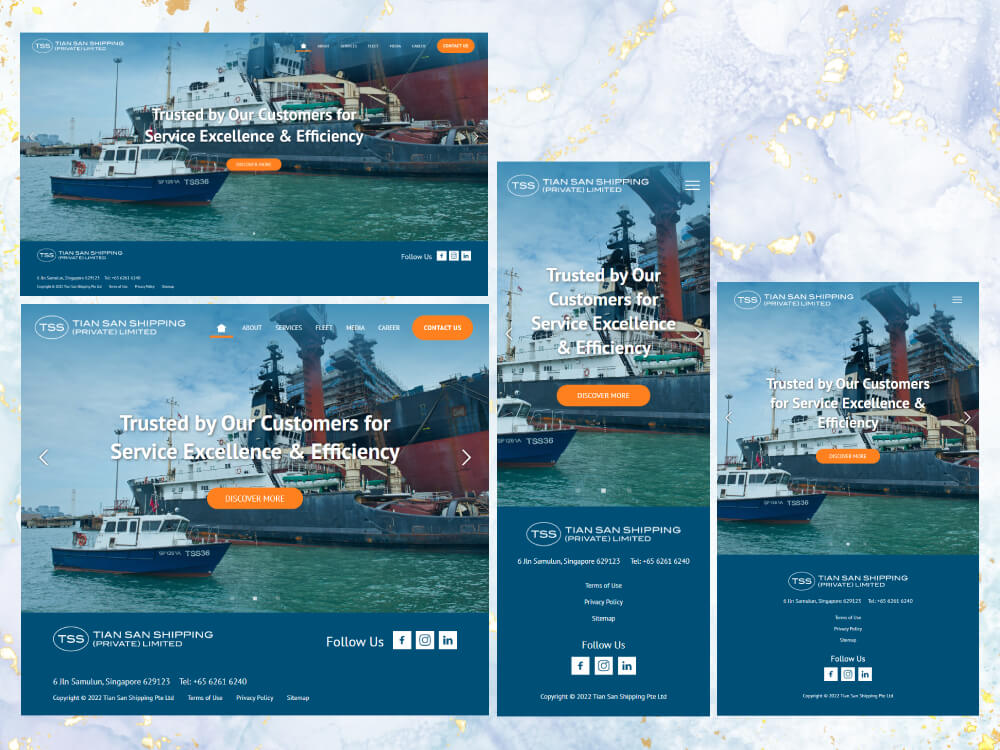 TSS TIAN SAN SHIPPING
(PRIVATE) LIMITED
ABOUT SERVICES FLEET MEDIA CAREER CONTACT US
Trusted by Our Customers for
Service Excellence & Efficiency
DISCOVER MORE
SP1261A TSS36
TSS TIAN SAN SHIPPING
(PRIVATE) LIMITED
Follow Us
6 Jln Samulun, Singapore 629123 Tel: +65 6261 6240
Copyright © 2022 Tian San Shipping Pte Ltd Terms of Use Privacy Policy Sitemap
TSS TIAN SAN SHIPPING
(PRIVATE) LIMITED
ABOUT SERVICES FLEET MEDIA CAREER CONTACT US
Trusted by Our Customers for
Service Excellence & Efficiency
DISCOVER MORE
SP1261A TSS36
TSS TIAN SAN SHIPPING
(PRIVATE) LIMITED
Follow Us
6 Jln Samulun, Singapore 629123 Tel: +65 6261 6240
Copyright © 2022 Tian San Shipping Pte Ltd Terms of Use Privacy Policy Sitemap
TSS TIAN SAN SHIPPING
(PRIVATE) LIMITED
Trusted by Our
Customers for
Service Excellence
& Efficiency
DISCOVER MORE
SP1261A TSS36
TSS TIAN SAN SHIPPING
(PRIVATE) LIMITED
6 Jln Samulun, Singapore 629123 Tel: +65 6261 6240
Terms of Use
Privacy Policy
Sitemap
Follow Us
Copyright © 2022 Tian San Shipping Pte Ltd
TSS TIAN SAN SHIPPING
(PRIVATE) LIMITED
Trusted by Our Customers
for Service Excellence &
Efficiency
DISCOVER MORE
SP1261A TSS36
TSS TIAN SAN SHIPPING
(PRIVATE) LIMITED
6 Jln Samulun, Singapore 629123 Tel: +65 6261 6240
Terms of Use
Privacy Policy
Sitemap
Follow Us
Copyright © 2022 Tian San Shipping Pte Ltd